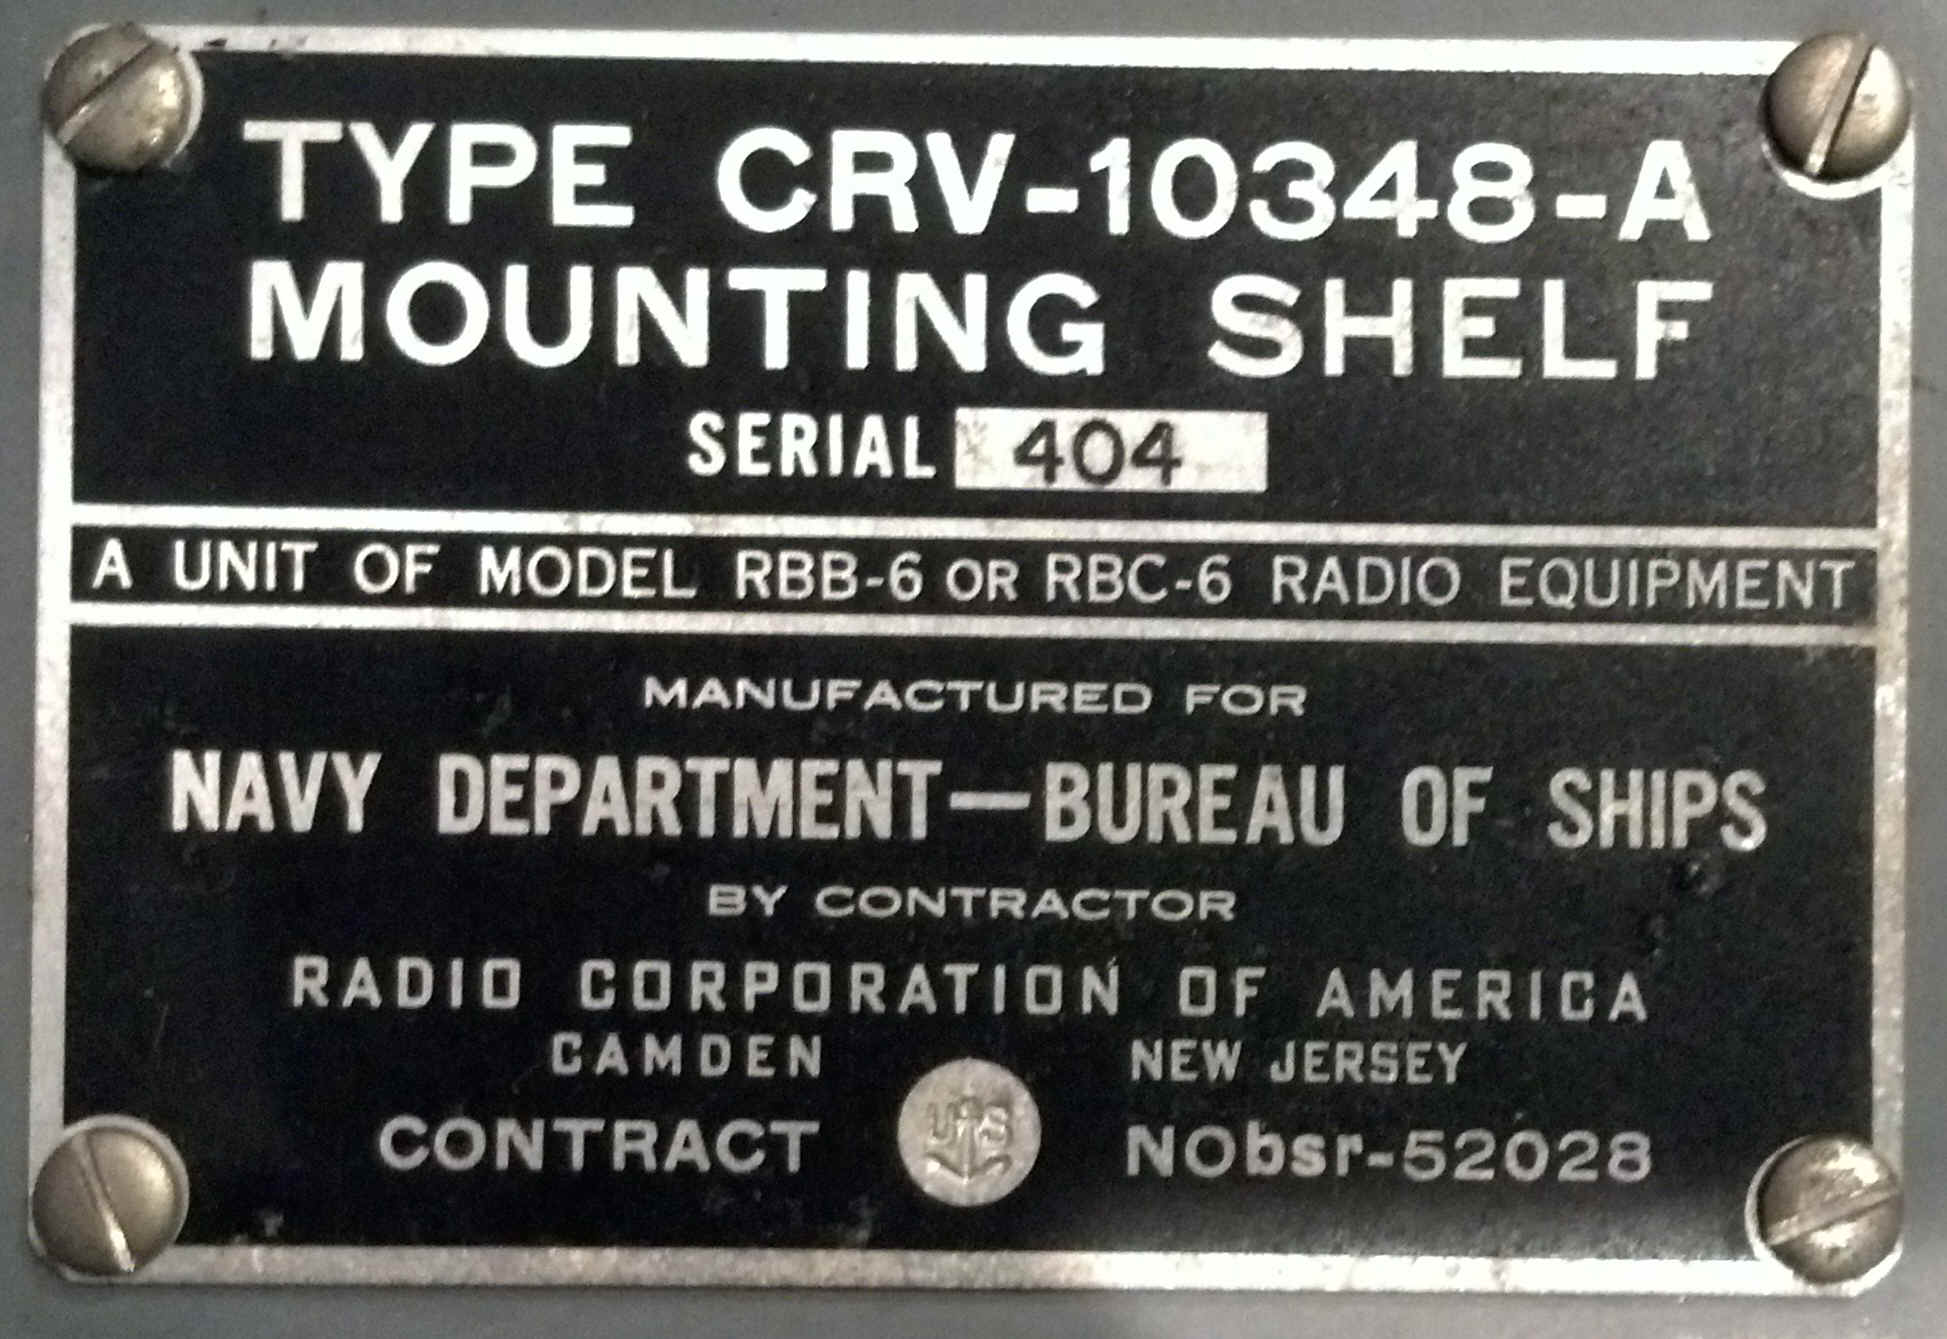 TYPE CRV-10348-A
MOUNTING SHELF
SERIAL 404
A UNIT OF MODEL RBB-6 OR RBC-6 RADIO EQUIPMENT
MANUFACTURED FOR
NAVY DEPARTMENT—BUREAU OF SHIPS
BY CONTRACTOR
RADIO CORPORATION OF AMERICA
CAMDEN NEW JERSEY
CONTRACT US NObsr-52028